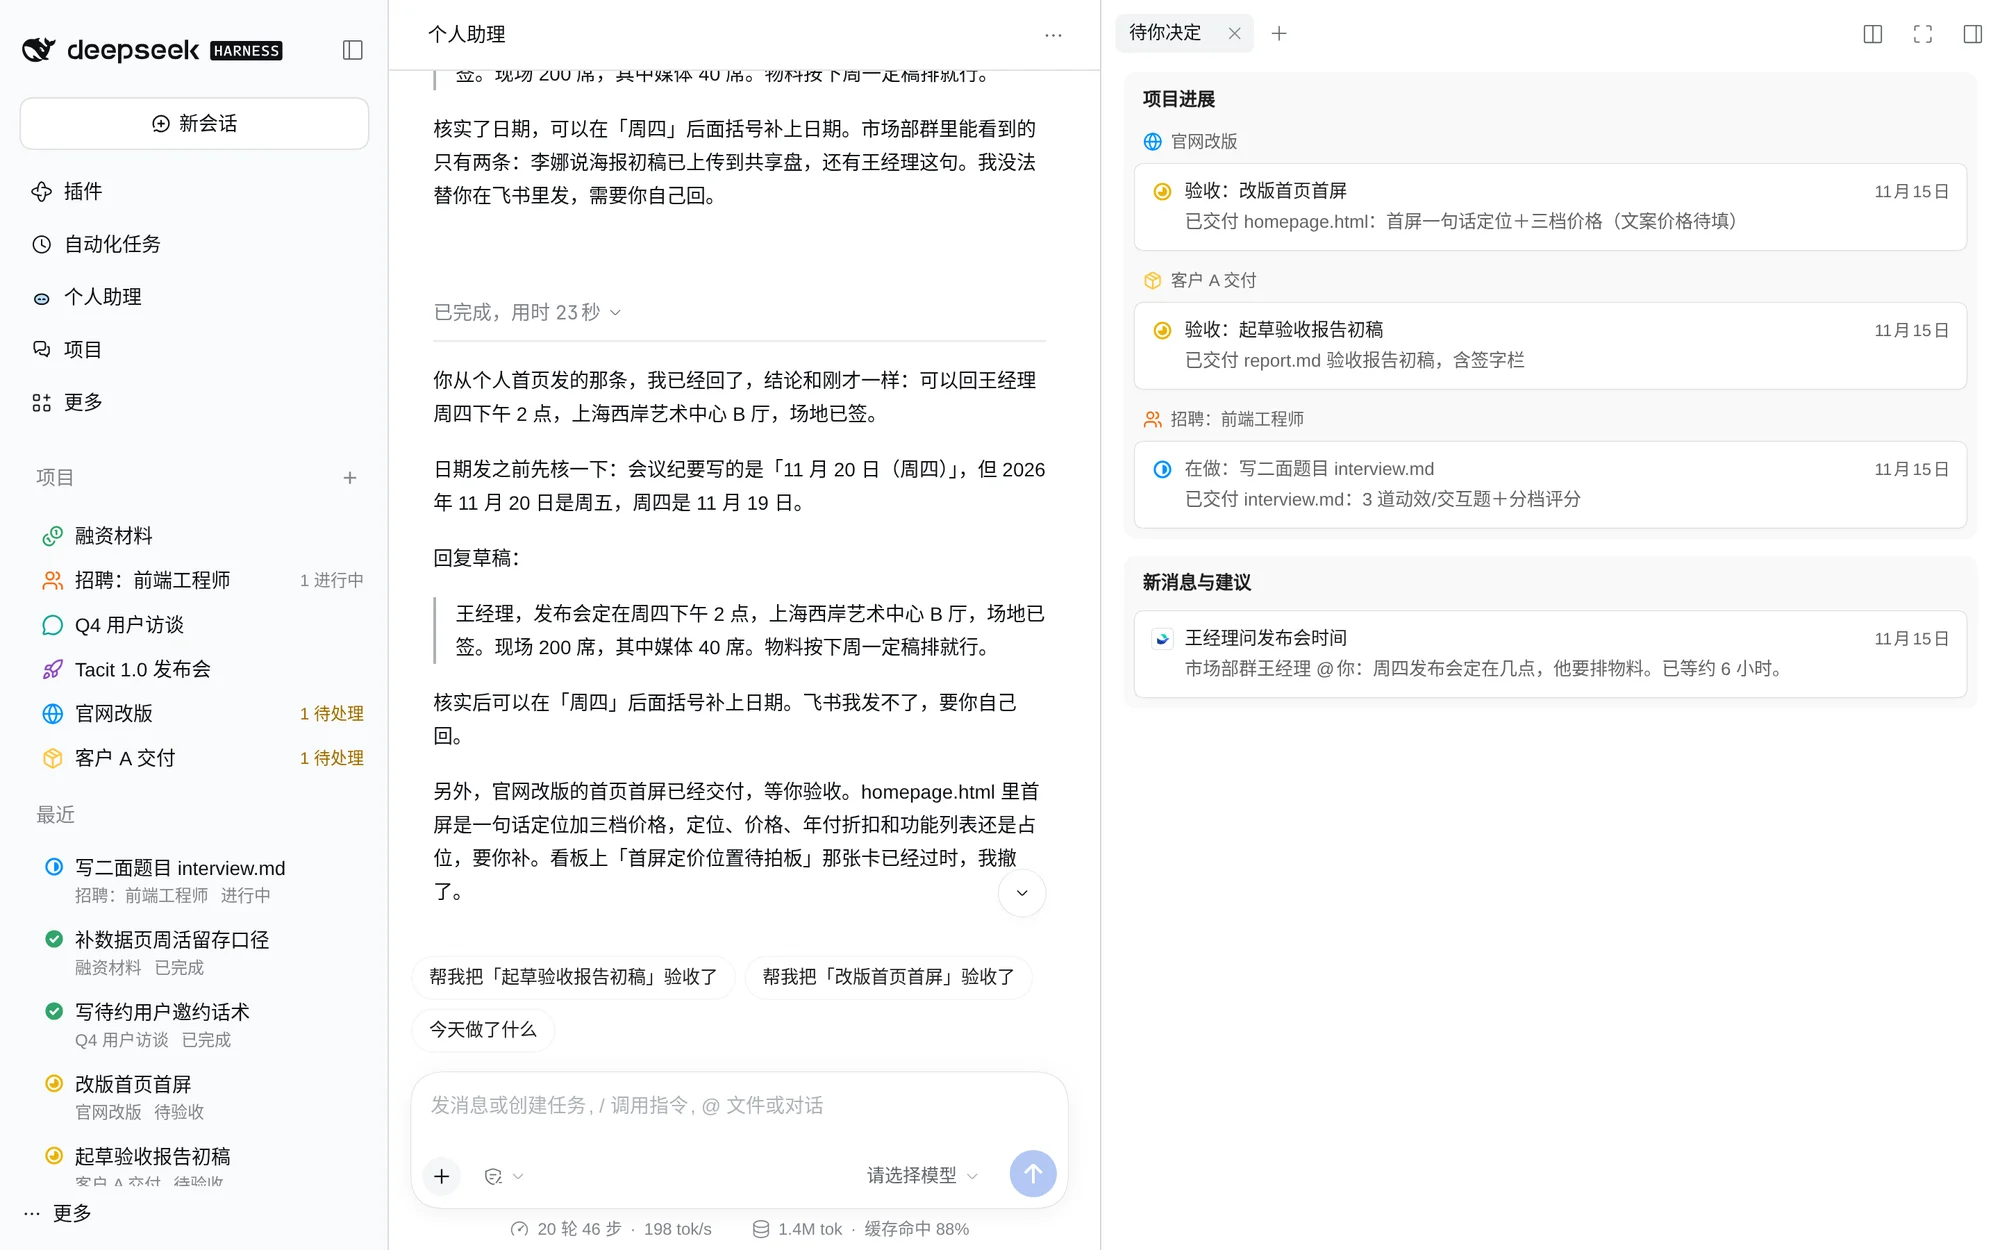 deepseek HARNESS
新会话
插件
自动化任务
个人助理
项目
更多
项目
融资材料
招聘：前端工程师 1 进行中
Q4 用户访谈
Tacit 1.0 发布会
官网改版 1 待处理
客户 A 交付 1 待处理
最近
写二面题目 interview.md
招聘：前端工程师 进行中
补数据页周活留存口径
融资材料 已完成
写待约用户邀约话术
Q4 用户访谈 已完成
改版首页首屏
官网改版 待验收
起草验收报告初稿
客户 A 交付 待验收
更多
个人助理
签。现场 200 席，其中媒体 40 席。物料按下周一定稿排就行。
核实了日期，可以在「周四」后面括号补上日期。市场部群里能看到的
只有两条：李娜说海报初稿已上传到共享盘，还有王经理这句。我没法
替你在飞书里发，需要你自己回。
已完成，用时 23 秒
你从个人首页发的那条，我已经回了，结论和刚才一样：可以回王经理
周四下午 2 点，上海西岸艺术中心 B 厅，场地已签。
日期发之前先核一下：会议纪要写的是「11 月 20 日（周四）」，但 2026
年 11 月 20 日是周五，周四是 11 月 19 日。
回复草稿：
王经理，发布会定在周四下午 2 点，上海西岸艺术中心 B 厅，场地已
签。现场 200 席，其中媒体 40 席。物料按下周一定稿排就行。
核实后可以在「周四」后面括号补上日期。飞书我发不了，要你自己
回。
另外，官网改版的首页首屏已经交付，等你验收。homepage.html 里首
屏是一句话定位加三档价格，定位、价格、年付折扣和功能列表还是占
位，要你补。看板上「首屏定价位置待拍板」那张卡已经过时，我撤
了。
帮我把「起草验收报告初稿」验收了
帮我把「改版首页首屏」验收了
今天做了什么
发消息或创建任务, / 调用指令, @ 文件或对话
请选择模型
20 轮 46 步 · 198 tok/s 1.4M tok · 缓存命中 88%
待你决定
项目进展
官网改版
验收：改版首页首屏 11月15日
已交付 homepage.html：首屏一句话定位＋三档价格（文案价格待填）
客户 A 交付
验收：起草验收报告初稿 11月15日
已交付 report.md 验收报告初稿，含签字栏
招聘：前端工程师
在做：写二面题目 interview.md 11月15日
已交付 interview.md：3 道动效/交互题＋分档评分
新消息与建议
王经理问发布会时间 11月15日
市场部群王经理 @你：周四发布会定在几点，他要排物料。已等约 6 小时。